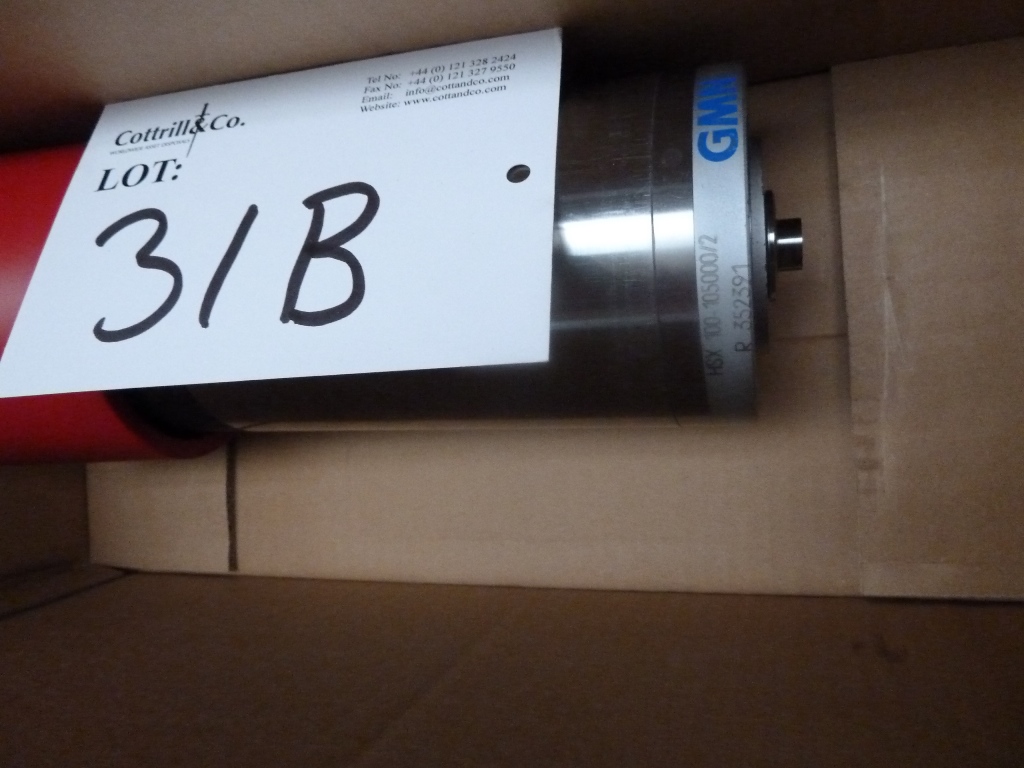 Tel No: +44 (0) 121 328 2424
Fax No: +44 (0) 121 327 9550
Email: info@cottandco.com
Website: www.cottandco.com
Cottrill&Co.
LOT:
31B
GMN
HSX 100-105000/2
R 352391